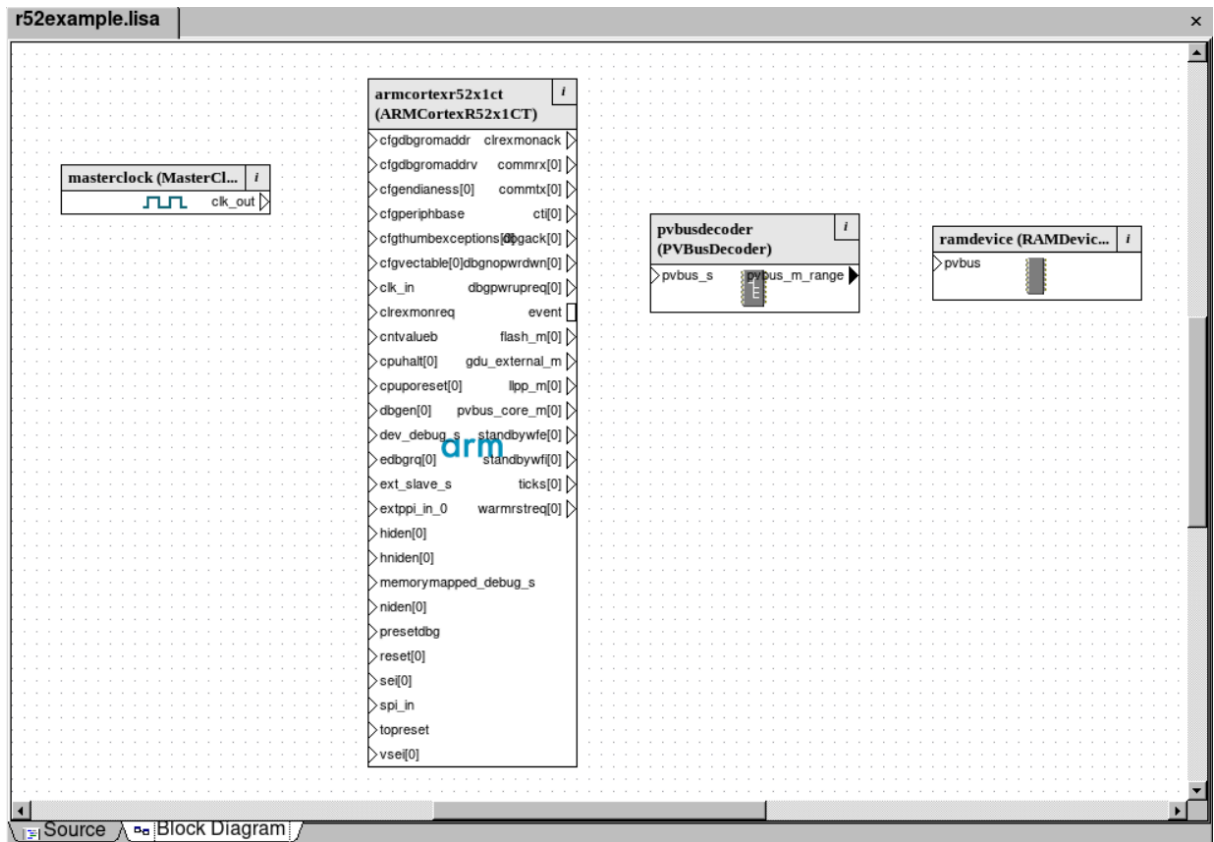 r52example.lisa
masterclock (MasterCl... i
clk_out
armcortexr52x1ct i
(ARMCortexR52x1CT)
cfgdbgromaddr clrexmonack
cfgdbgromaddrv commrx[0]
cfgendianess[0] commtx[0]
cfgperiphbase cti[0]
cfgthumbexceptions[0] dbgack[0]
cfgvectable[0] dbgnopwrdwn[0]
clk_in dbgpwrupreq[0]
clrexmonreq event
cntvalueb flash_m[0]
cpuhalt[0] gdu_external_m
cpuporeset[0] llpp_m[0]
dbgen[0] pvbus_core_m[0]
dev_debug_s standbywfe[0]
arm
edbgrq[0] standbywfi[0]
ext_slave_s ticks[0]
extppi_in_0 warmrstreq[0]
hiden[0]
hniden[0]
memorymapped_debug_s
niden[0]
presetdbg
reset[0]
sei[0]
spi_in
topreset
vsei[0]
pvbusdecoder i
(PVBusDecoder)
pvbus_s pvbus_m_range
ramdevice (RAMDevic... i
pvbus
Source Block Diagram